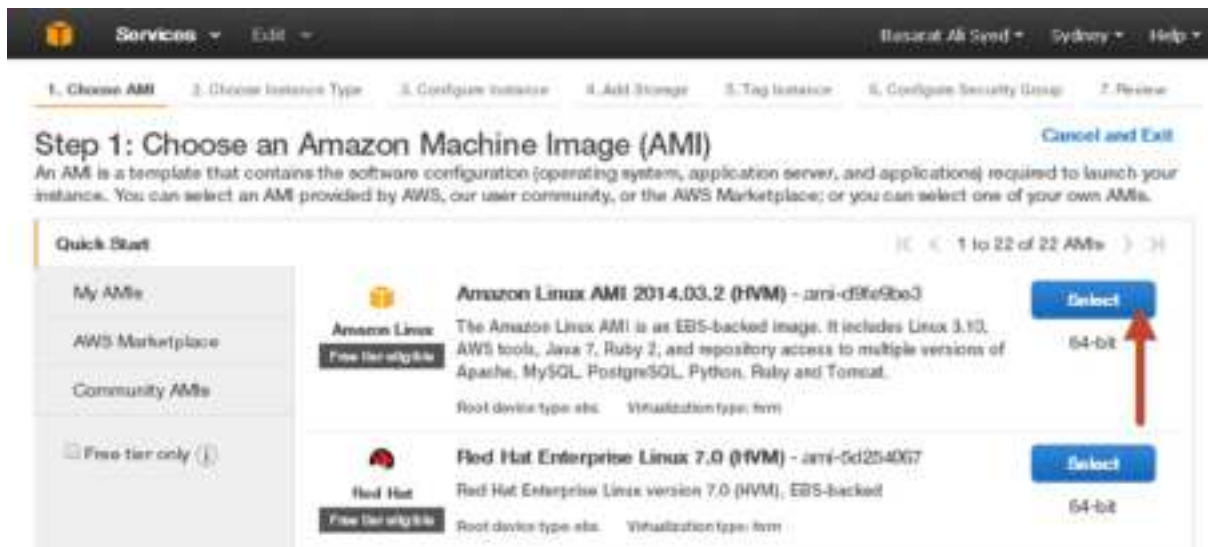 Services Edit Basarat Ali Syed Sydney Help
1. Choose AMI 2. Choose Instance Type 3. Configure Instance 4. Add Storage 5. Tag Instance 6. Configure Security Group 7. Review
Step 1: Choose an Amazon Machine Image (AMI)
Cancel and Exit
An AMI is a template that contains the software configuration (operating system, application server, and applications) required to launch your
instance. You can select an AMI provided by AWS, our user community, or the AWS Marketplace; or you can select one of your own AMIs.
Quick Start
1 to 22 of 22 AMIs
My AMIs
AWS Marketplace
Community AMIs
Free tier only
Amazon Linux
Free tier eligible
Amazon Linux AMI 2014.03.2 (HVM) - ami-d9fe9be3
The Amazon Linux AMI is an EBS-backed image. It includes Linux 3.10,
AWS tools, Java 7, Ruby 2, and repository access to multiple versions of
Apache, MySQL, PostgreSQL, Python, Ruby and Tomcat.
Root device type: ebs Virtualization type: hvm
Select
64-bit
Red Hat
Free tier eligible
Red Hat Enterprise Linux 7.0 (HVM) - ami-5d254067
Red Hat Enterprise Linux version 7.0 (HVM), EBS-backed
Root device type: ebs Virtualization type: hvm
Select
64-bit